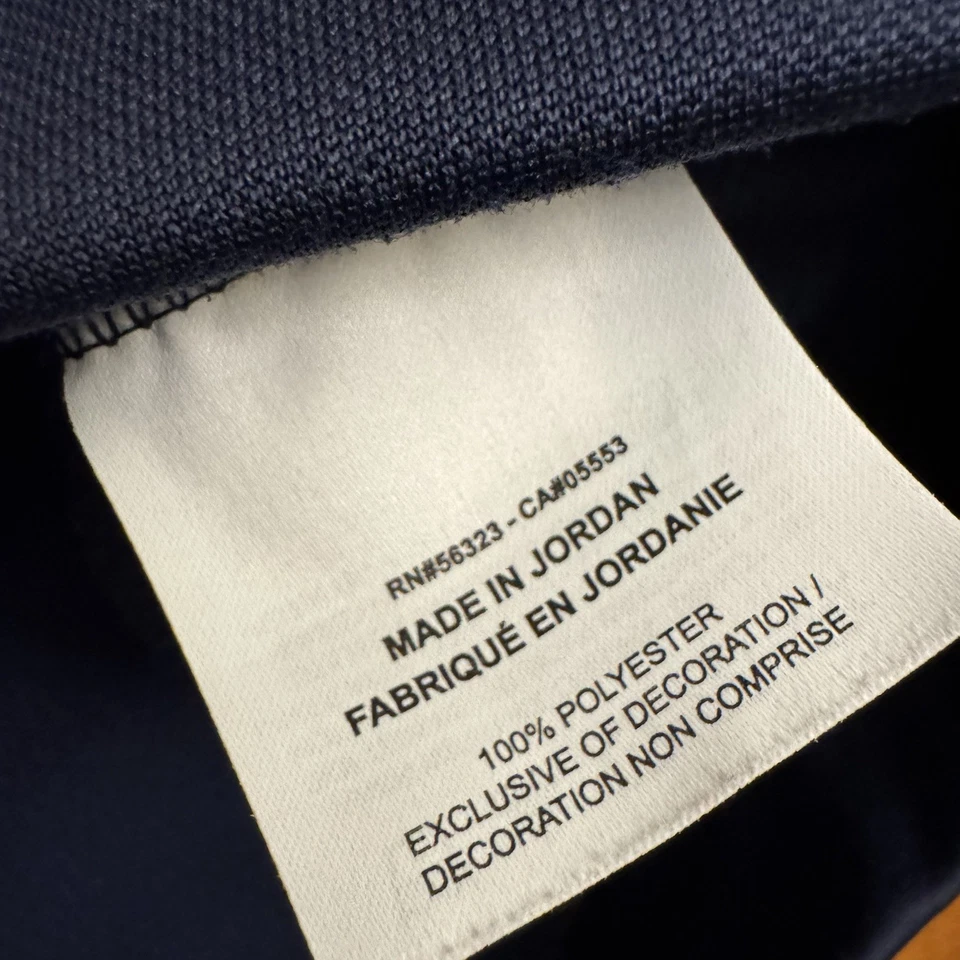 RN#56323 - CA#05553
MADE IN JORDAN
FABRIQUÉ EN JORDANIE
100% POLYESTER
EXCLUSIVE OF DECORATION /
DECORATION NON COMPRISE